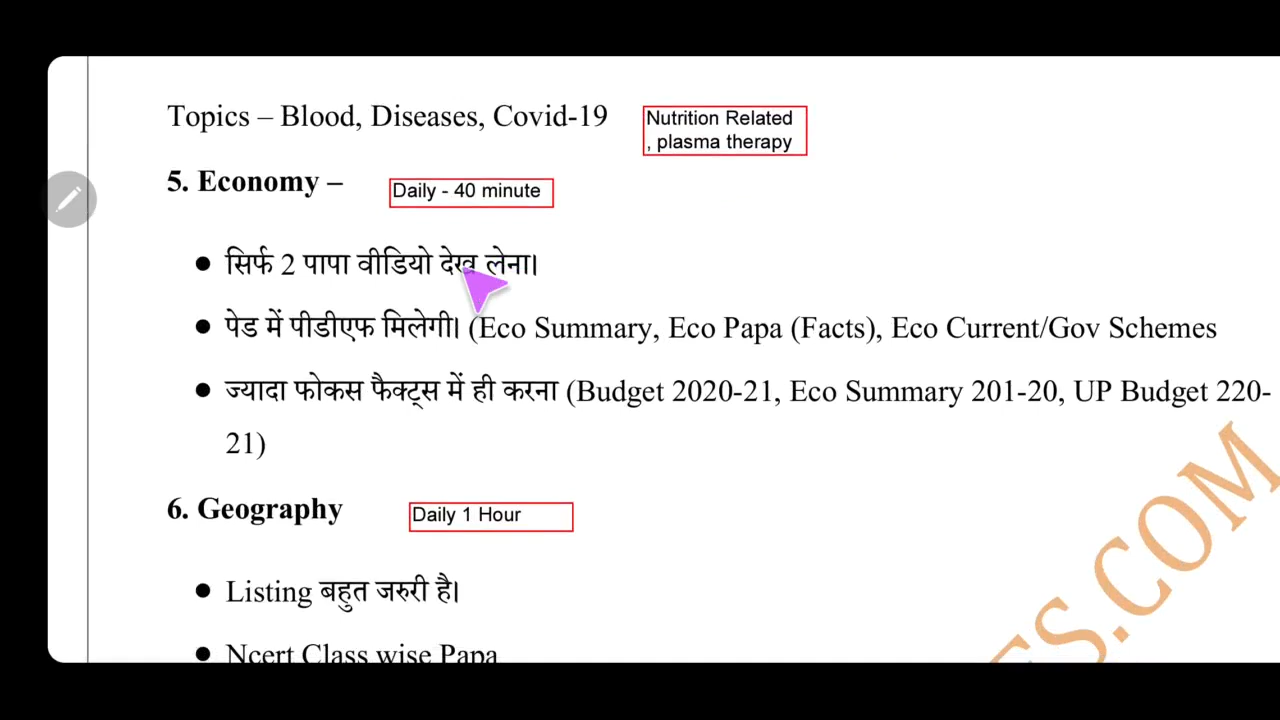 Topics – Blood, Diseases, Covid-19
Nutrition Related
, plasma therapy
5. Economy –
Daily - 40 minute
● सिर्फ 2 पापा वीडियो देख लेना।
● पेड में पीडीएफ मिलेगी। (Eco Summary, Eco Papa (Facts), Eco Current/Gov Schemes
● ज्यादा फोकस फैक्ट्स में ही करना (Budget 2020-21, Eco Summary 201-20, UP Budget 220-
21)
6. Geography
Daily 1 Hour
● Listing बहुत जरुरी है।
● Ncert Class wise Papa
S.COM